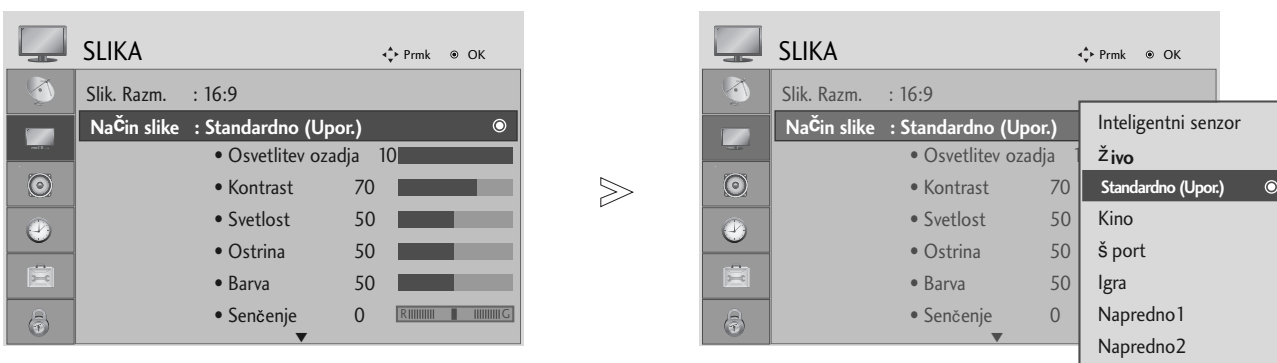 SLIKA Prmk OK
Slik. Razm. : 16:9
Način slike : Standardno (Upor.)
• Osvetlitev ozadja 10
• Kontrast 70
• Svetlost 50
• Ostrina 50
• Barva 50
• Senčenje 0 R G
SLIKA Prmk OK
Slik. Razm. : 16:9
Način slike : Standardno (Upor.)
• Osvetlitev ozadja 1
• Kontrast 70
• Svetlost 50
• Ostrina 50
• Barva 50
• Senčenje 0
Inteligentni senzor
Živo
Standardno (Upor.)
Kino
š port
Igra
Napredno1
Napredno2